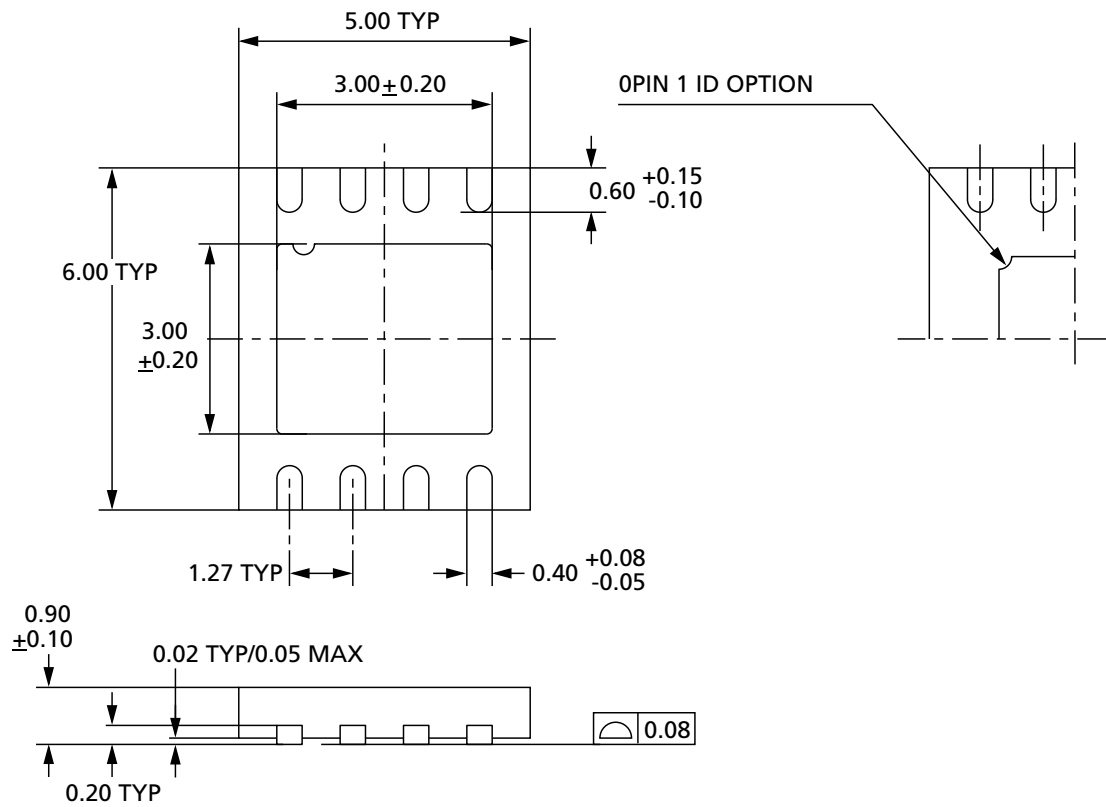 5.00 TYP
3.00±0.20
0PIN 1 ID OPTION
+0.15
0.60
-0.10
6.00 TYP
3.00
±0.20
1.27 TYP
0.40
+0.08
-0.05
0.90
±0.10
0.02 TYP/0.05 MAX
0.08
0.20 TYP